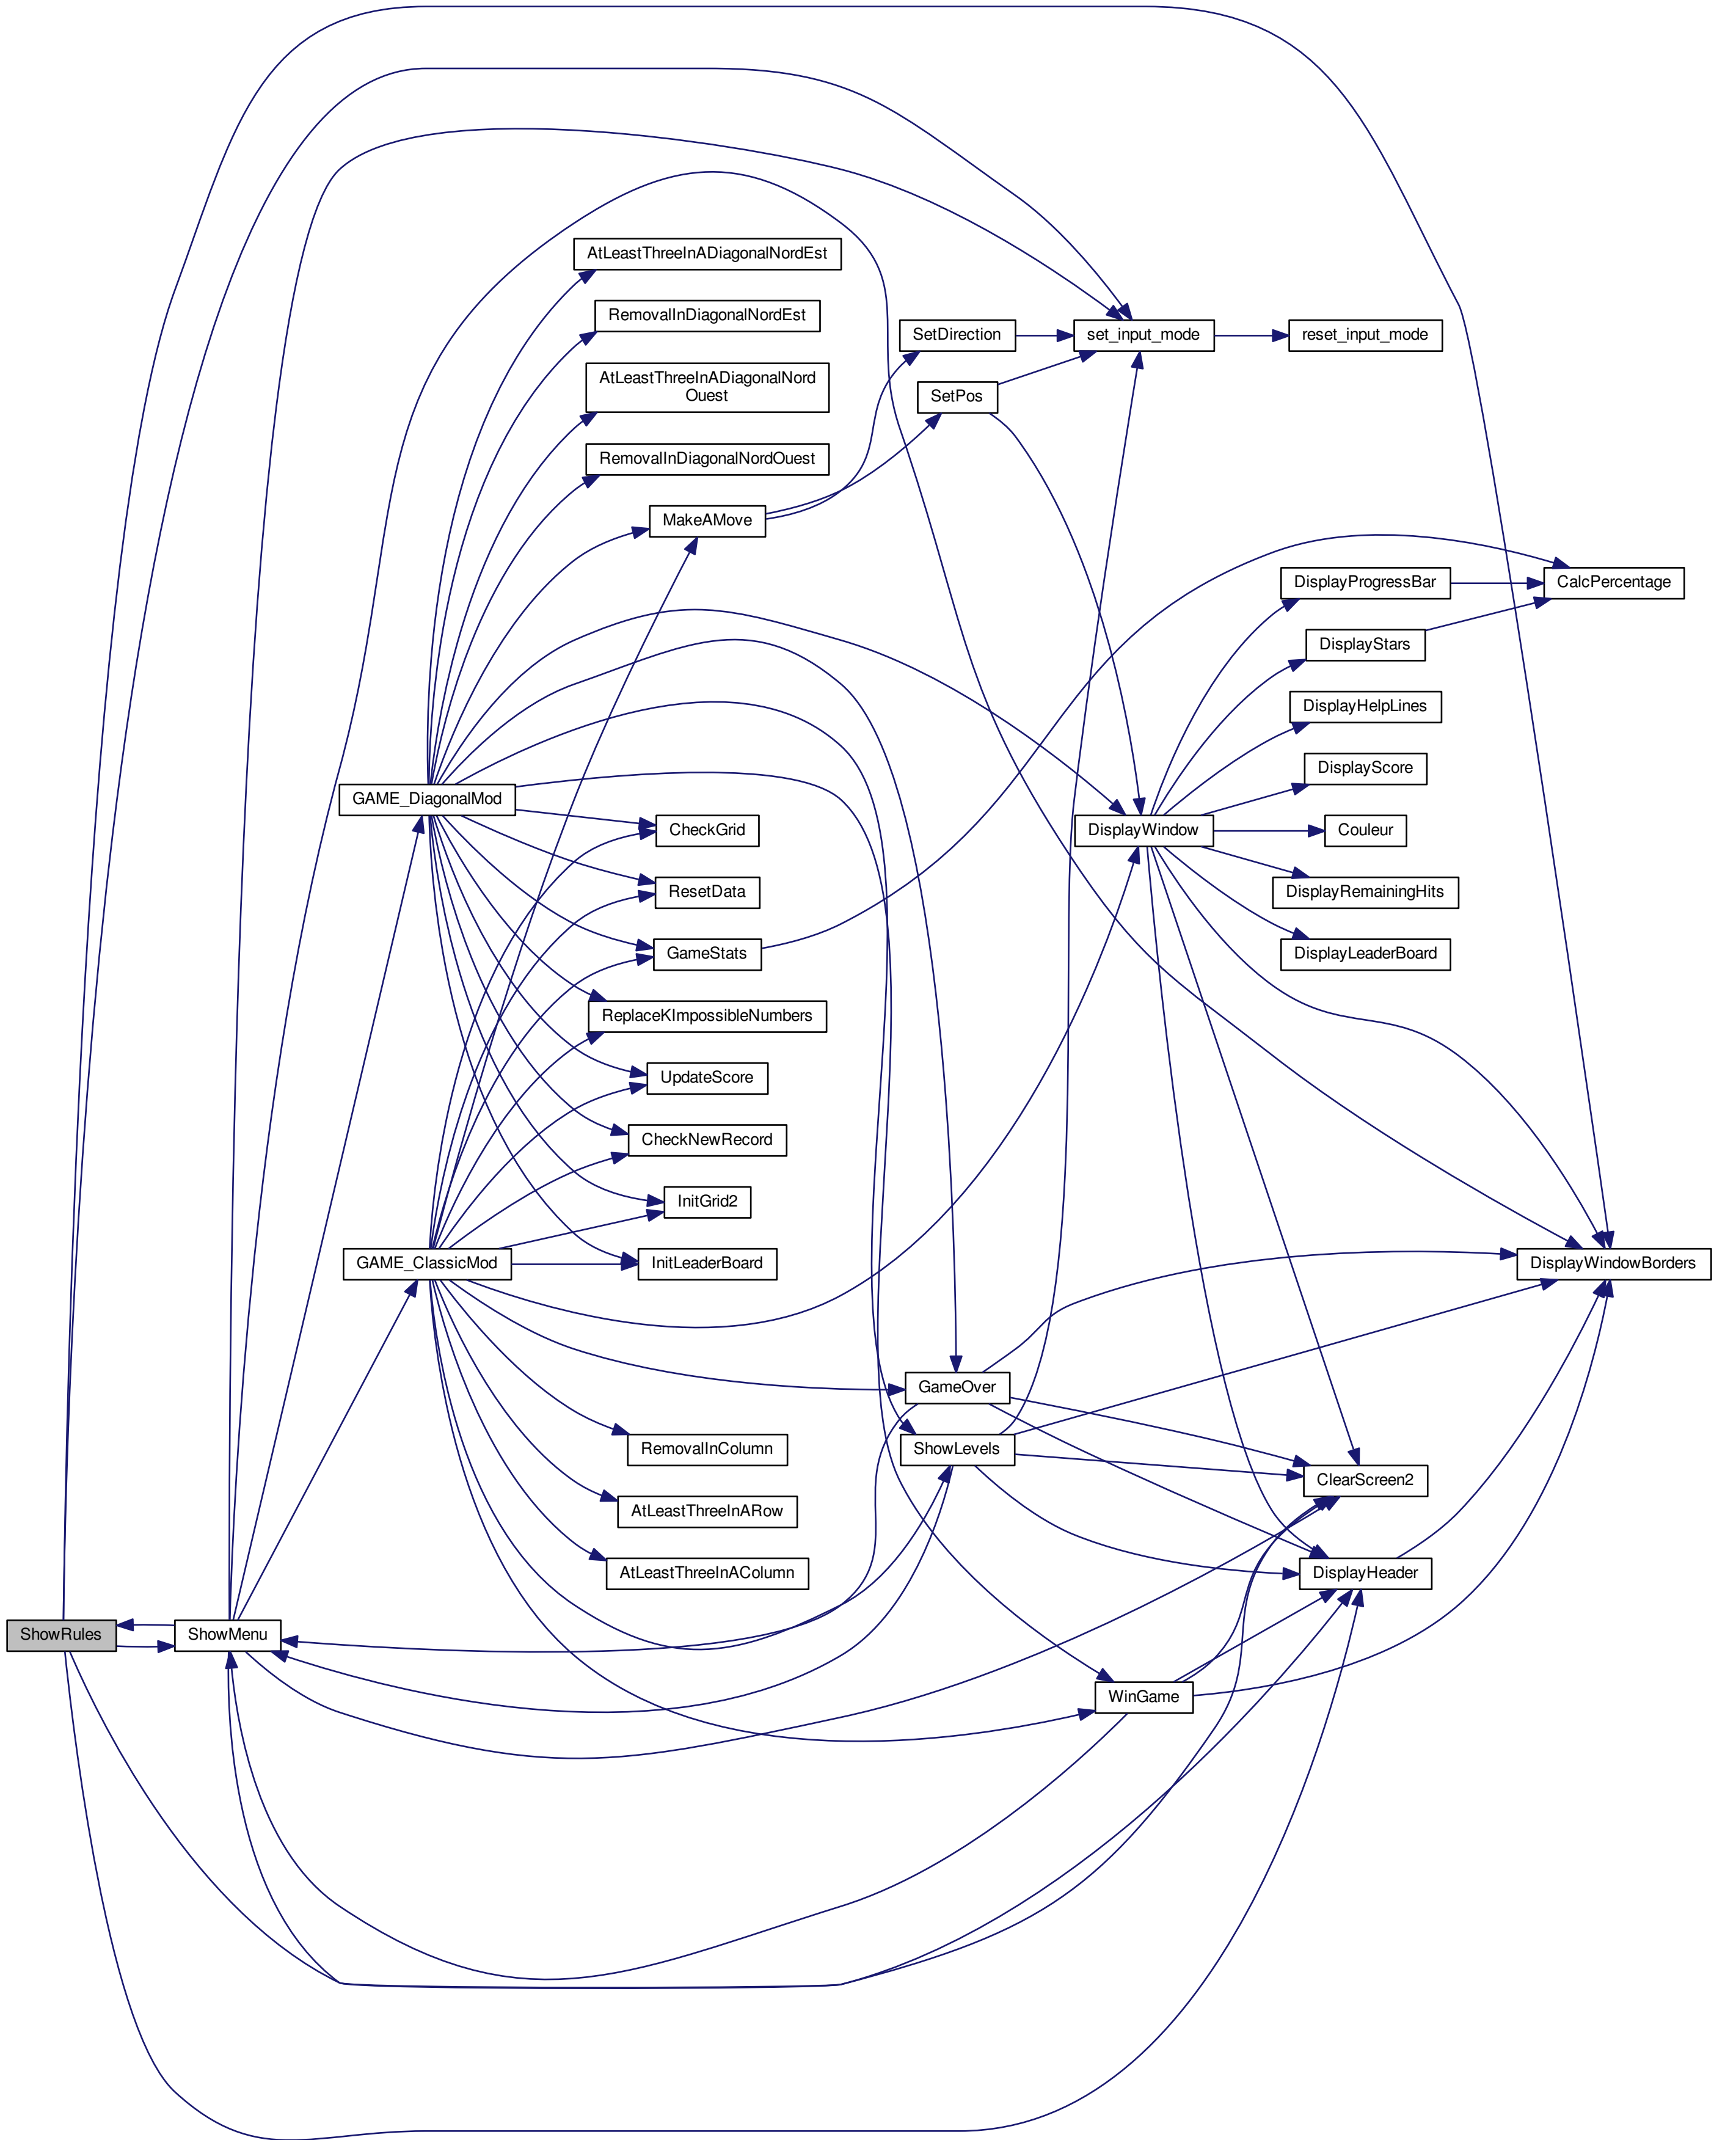 AtLeastThreeInADiagonalNordEst
RemovalInDiagonalNordEst
SetDirection
set_input_mode
reset_input_mode
AtLeastThreeInADiagonalNord
Ouest
SetPos
RemovalInDiagonalNordOuest
MakeAMove
DisplayProgressBar
CalcPercentage
DisplayStars
DisplayHelpLines
DisplayScore
GAME_DiagonalMod
CheckGrid
DisplayWindow
Couleur
ResetData
DisplayRemainingHits
GameStats
DisplayLeaderBoard
ReplaceKImpossibleNumbers
UpdateScore
CheckNewRecord
InitGrid2
GAME_ClassicMod
InitLeaderBoard
DisplayWindowBorders
GameOver
RemovalInColumn
ShowLevels
ClearScreen2
AtLeastThreeInARow
AtLeastThreeInAColumn
DisplayHeader
ShowRules
ShowMenu
WinGame